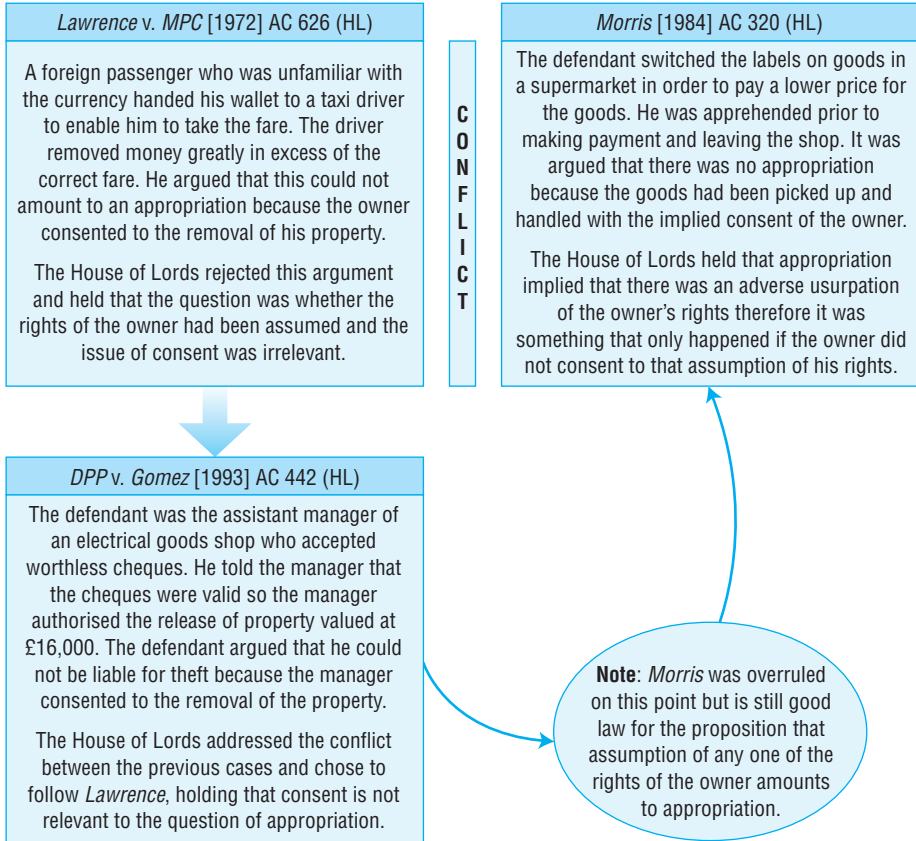 Lawrence v. MPC [1972] AC 626 (HL)
A foreign passenger who was unfamiliar with
the currency handed his wallet to a taxi driver
to enable him to take the fare. The driver
removed money greatly in excess of the
correct fare. He argued that this could not
amount to an appropriation because the owner
consented to the removal of his property.
The House of Lords rejected this argument
and held that the question was whether the
rights of the owner had been assumed and the
issue of consent was irrelevant.
C
O
N
F
L
I
C
T
Morris [1984] AC 320 (HL)
The defendant switched the labels on goods in
a supermarket in order to pay a lower price for
the goods. He was apprehended prior to
making payment and leaving the shop. It was
argued that there was no appropriation
because the goods had been picked up and
handled with the implied consent of the owner.
The House of Lords held that appropriation
implied that there was an adverse usurpation
of the owner's rights therefore it was
something that only happened if the owner did
not consent to that assumption of his rights.
DPP v. Gomez [1993] AC 442 (HL)
The defendant was the assistant manager of
an electrical goods shop who accepted
worthless cheques. He told the manager that
the cheques were valid so the manager
authorised the release of property valued at
£16,000. The defendant argued that he could
not be liable for theft because the manager
consented to the removal of the property.
The House of Lords addressed the conflict
between the previous cases and chose to
follow Lawrence, holding that consent is not
relevant to the question of appropriation.
Note: Morris was overruled
on this point but is still good
law for the proposition that
assumption of any one of the
rights of the owner amounts
to appropriation.